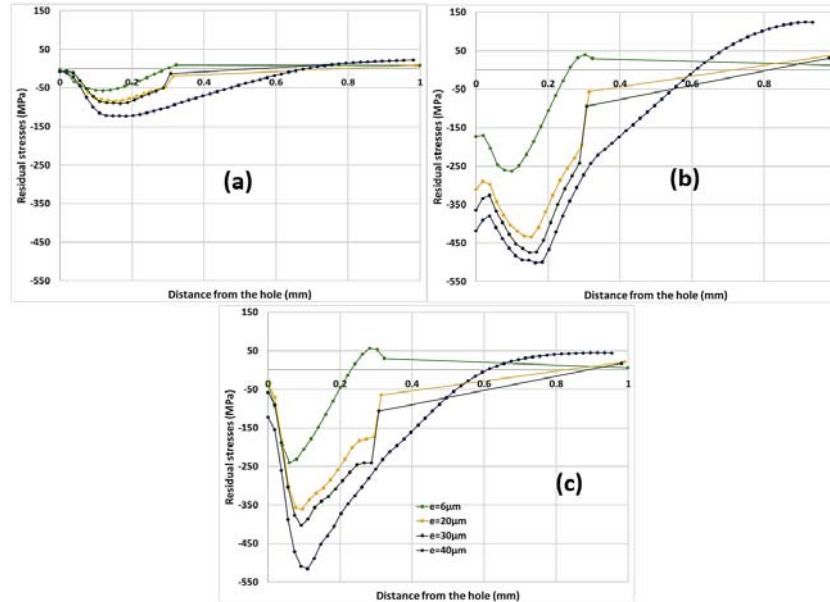 150
50
-50
-150
-250
-350
-450
-550
0 0.2 0.4 0.6 0.8 1
Residual stresses (MPa)
Distance from the hole (mm)
(a)
150
50
-50
-150
-250
-350
-450
-550
0 0.2 0.4 0.6 0.8
Residual stresses (MPa)
Distance from the hole (mm)
(b)
150
50
-50
-150
-250
-350
-450
-550
0 0.2 0.4 0.6 0.8 1
Residual stresses (MPa)
Distance from the hole (mm)
(c)
e=6µm
e=20µm
e=30µm
e=40µm